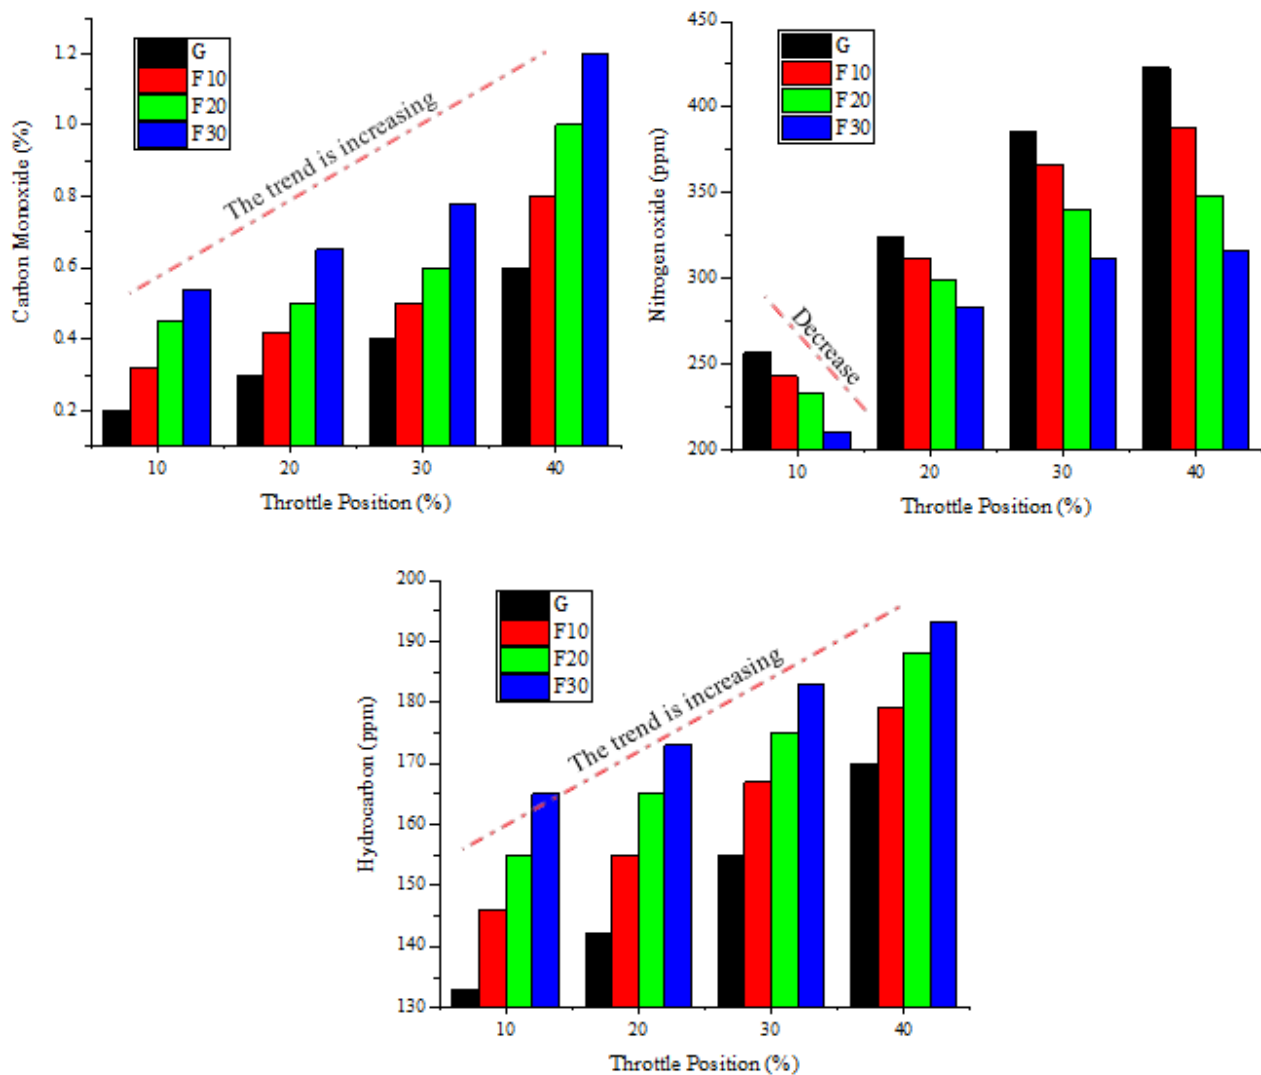 G
F10
F20
F30
The trend is increasing
1.2
1.0
0.8
0.6
0.4
0.2
Carbon Monoxide (%)
10 20 30 40
Throttle Position (%)
G
F10
F20
F30
Decrease
450
400
350
300
250
200
Nitrogen oxide (ppm)
10 20 30 40
Throttle Position (%)
G
F10
F20
F30
The trend is increasing
200
190
180
170
160
150
140
130
Hydrocarbon (ppm)
10 20 30 40
Throttle Position (%)